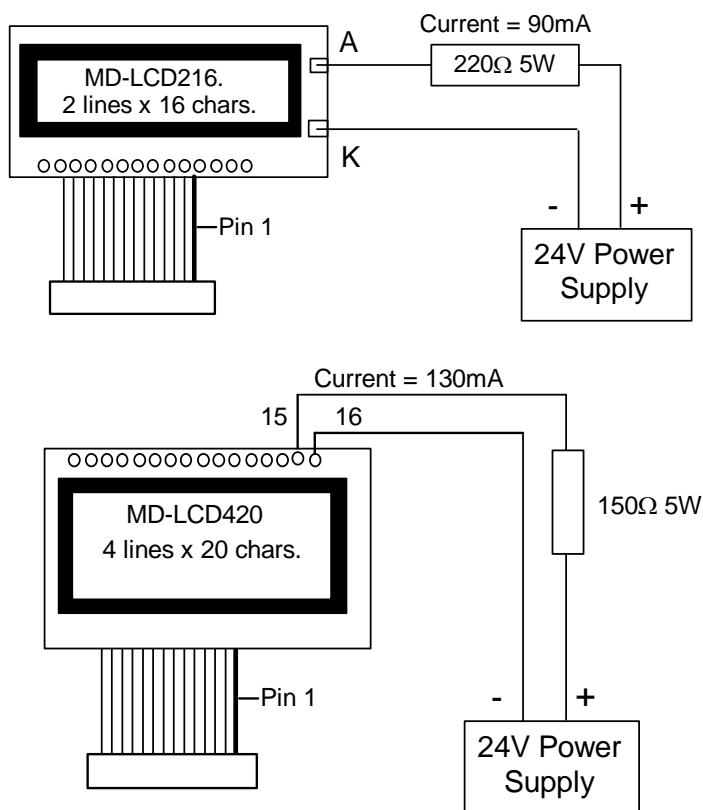 Current = 90mA
A
220Ω 5W
MD-LCD216.
2 lines x 16 chars.
K
Pin 1
- +
24V Power
Supply
Current = 130mA
15 16
MD-LCD420
4 lines x 20 chars.
150Ω 5W
Pin 1
- +
24V Power
Supply